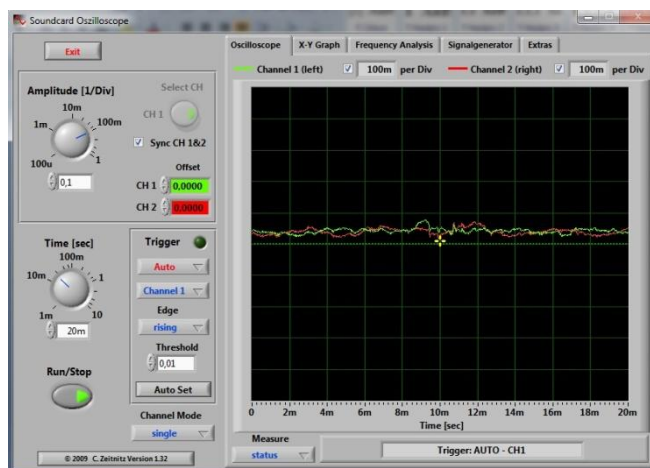 Soundcard Oszilloscope
Exit
Amplitude [1/Div]
10m
1m
100m
100u
1
0,1
Select CH
CH 1
Sync CH 1&2
Offset
CH 1 0,0000
CH 2 0,0000
Time [sec]
100m
10m
1
1m
10
20m
Run/Stop
Trigger
Auto
Channel 1
Edge
rising
Threshold
0,01
Auto Set
Channel Mode
single
© 2009 C. Zeitnitz Version 1.32
Oscilloscope X-Y Graph Frequency Analysis Signalgenerator Extras
Channel 1 (left) 100m per Div Channel 2 (right) 100m per Div
0 2m 4m 6m 8m 10m 12m 14m 16m 18m 20m
Time [sec]
Measure
status
Trigger: AUTO - CH1